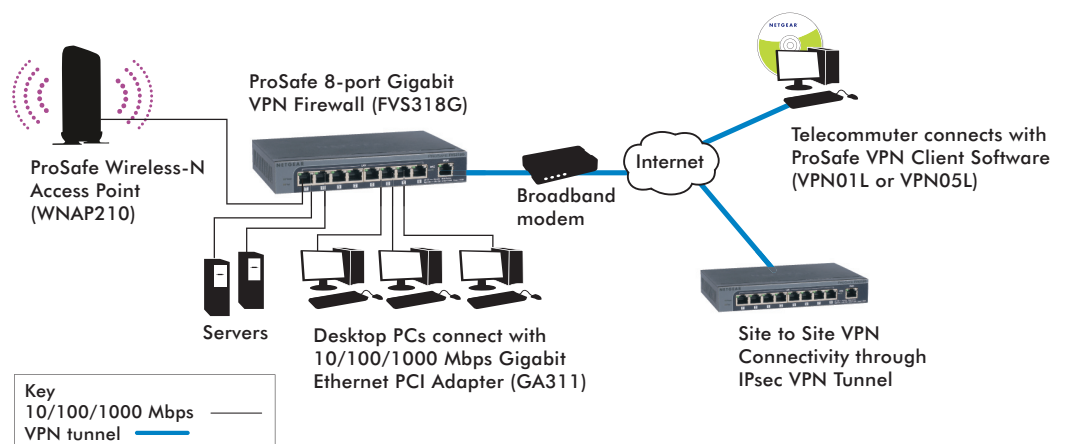 NETGEAR
ProSafe 8-port Gigabit
VPN Firewall (FVS318G)
NETGEAR
ProSafe Wireless-N
Access Point
(WNAP210)
Broadband
modem
Internet
Telecommuter connects with
ProSafe VPN Client Software
(VPN01L or VPN05L)
Servers
Desktop PCs connect with
10/100/1000 Mbps Gigabit
Ethernet PCI Adapter (GA311)
NETGEAR
Site to Site VPN
Connectivity through
IPsec VPN Tunnel
Key
10/100/1000 Mbps
VPN tunnel